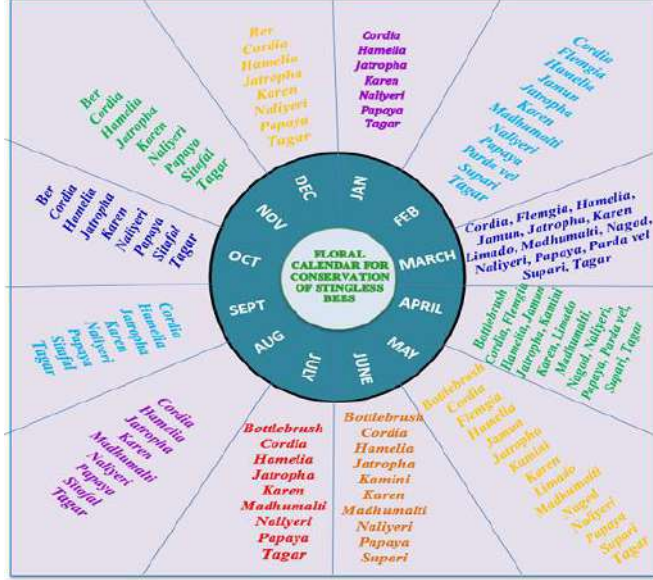 FLORAL
CALENDAR FOR
CONSERVATION
OF STINGLESS
BEES
JAN
FEB
MARCH
APRIL
MAY
JUNE
JULY
AUG
SEPT
OCT
NOV
DEC
Cordia
Hamelia
Jatropha
Karen
Naliyeri
Papaya
Tagar
Cordia
Flemgia
Hamelia
Jamun
Jatropha
Karen
Madhumalti
Naliyeri
Papaya
Parda vel
Supari
Tagar
Cordia, Flemgia, Hamelia,
Jamun, Jatropha, Karen
Limado, Madhumalti, Nagod,
Naliyeri, Papaya, Parda vel
Supari, Tagar
Bottlebrush
Cordia, Flemgia
Hamelia, Jamun
Jatropha, Kamini
Karen, Limado
Madhumalti,
Nagod, Naliyeri,
Papaya, Parda vel,
Supari, Tagar
Bottlebrush
Cordia
Flemgia
Hamelia
Jamun
Jatropha
Kamini
Karen
Limado
Madhumalti
Nagod
Naliyeri
Papaya
Supari
Tagar
Bottlebrush
Cordia
Hamelia
Jatropha
Kamini
Karen
Madhumalti
Naliyeri
Papaya
Supari
Bottlebrush
Cordia
Hamelia
Jatropha
Karen
Madhumalti
Naliyeri
Papaya
Tagar
Cordia
Hamelia
Jatropha
Karen
Madhumalti
Naliyeri
Papaya
Sitafal
Tagar
Cordia
Hamelia
Jatropha
Karen
Naliyeri
Papaya
Sitafal
Tagar
Ber
Cordia
Hamelia
Jatropha
Karen
Naliyeri
Papaya
Sitafal
Tagar
Ber
Cordia
Hamelia
Jatropha
Karen
Naliyeri
Papaya
Sitafal
Tagar
Ber
Cordia
Hamelia
Jatropha
Karen
Naliyeri
Papaya
Tagar